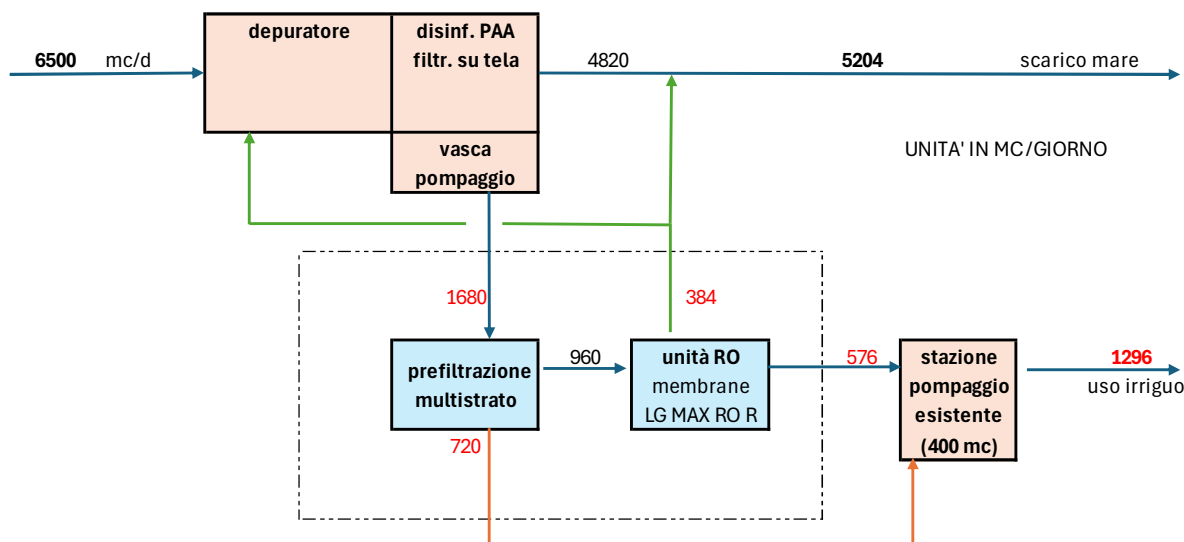 depuratore
disinf. PAA
filtr. su tela
6500 mc/d
4820
5204
scarico mare
vasca
pompaggio
UNITA' IN MC/GIORNO
1680
384
prefiltrazione
multistrato
960
unità RO
membrane
LG MAX RO R
576
stazione
pompaggio
esistente
(400 mc)
1296
uso irriguo
720